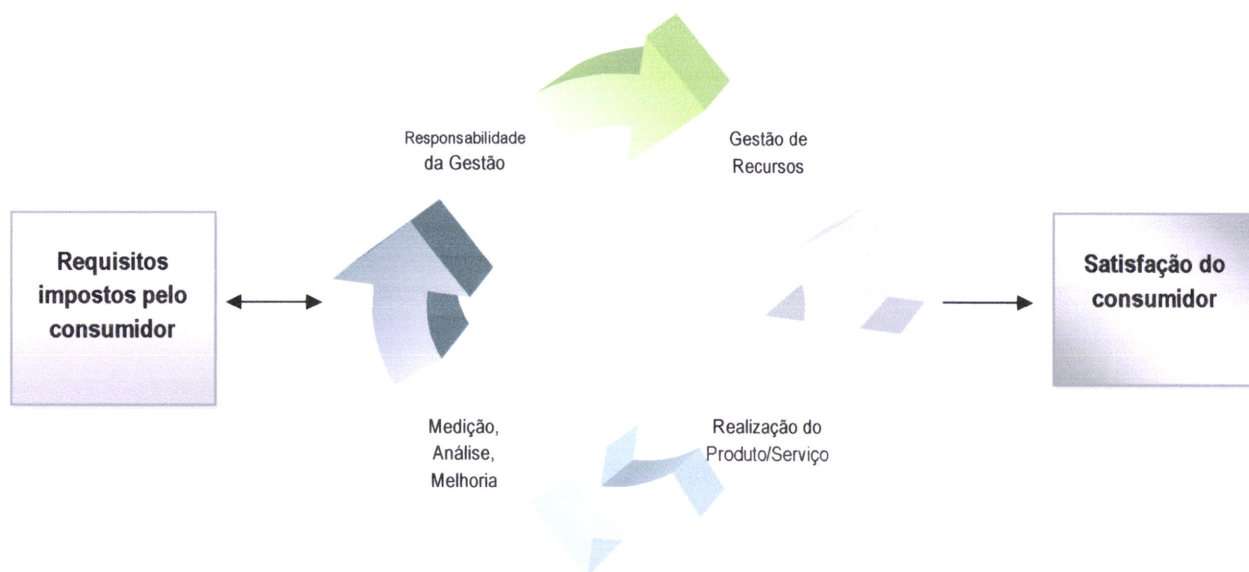 Responsabilidade
da Gestão
Gestão de
Recursos
Requisitos
impostos pelo
consumidor
Satisfação do
consumidor
Medição,
Análise,
Melhoria
Realização do
Produto/Serviço